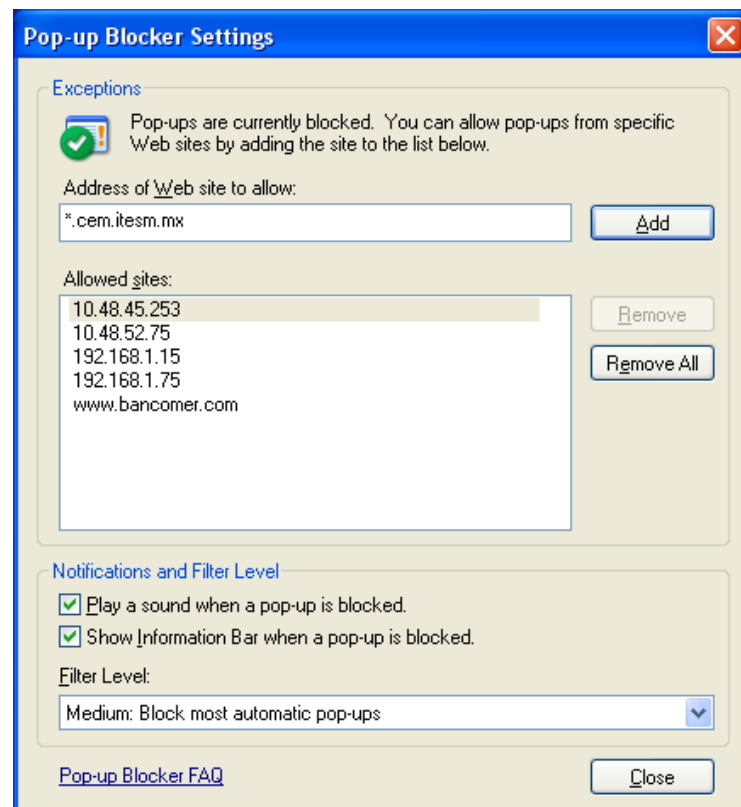 Pop-up Blocker Settings
Exceptions
Pop-ups are currently blocked. You can allow pop-ups from specific
Web sites by adding the site to the list below.
Address of Web site to allow:
*.cem.itesm.mx
Add
Allowed sites:
10.48.45.253
Remove
10.48.52.75
192.168.1.15
Remove All
192.168.1.75
www.bancomer.com
Notifications and Filter Level
Play a sound when a pop-up is blocked.
Show Information Bar when a pop-up is blocked.
Filter Level:
Medium: Block most automatic pop-ups
Pop-up Blocker FAQ
Close